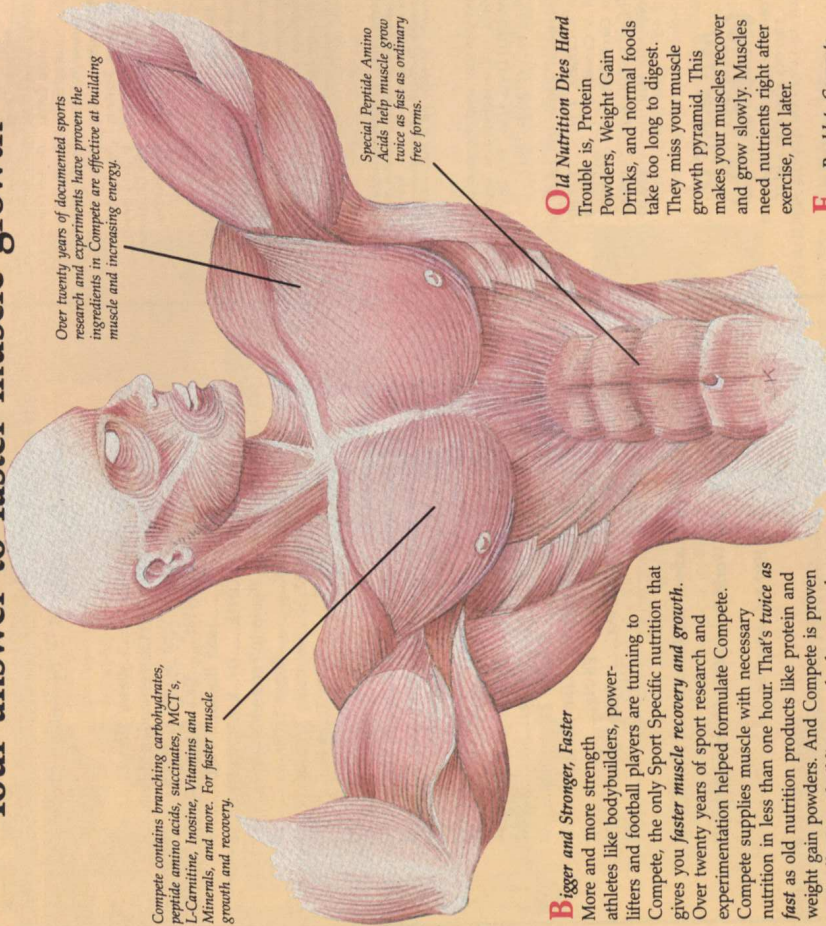 Your answer to faster muscle growth
Compete contains branching carbohydrates,
peptide amino acids, succinates, MCT's,
L-Carnitine, Inosine, Vitamins and
Minerals, and more. For faster muscle
growth and recovery.
Over twenty years of documented sports
research and experiments have proven the
ingredients in Compete are effective at building
muscle and increasing energy.
Special Peptide Amino
Acids help muscle grow
twice as fast as ordinary
free forms.
Bigger and Stronger, Faster
More and more strength
athletes like bodybuilders, power-
lifters and football players are turning to
Compete, the only Sport Specific nutrition that
gives you faster muscle recovery and growth.
Over twenty years of sport research and
experimentation helped formulate Compete.
Compete supplies muscle with necessary
nutrition in less than one hour. That's twice as
fast as old nutrition products like protein and
weight gain powders. And Compete is proven
Old Nutrition Dies Hard
Trouble is, Protein
Powders, Weight Gain
Drinks, and normal foods
take too long to digest.
They miss your muscle
growth pyramid. This
makes your muscles recover
and grow slowly. Muscles
need nutrients right after
exercise, not later.